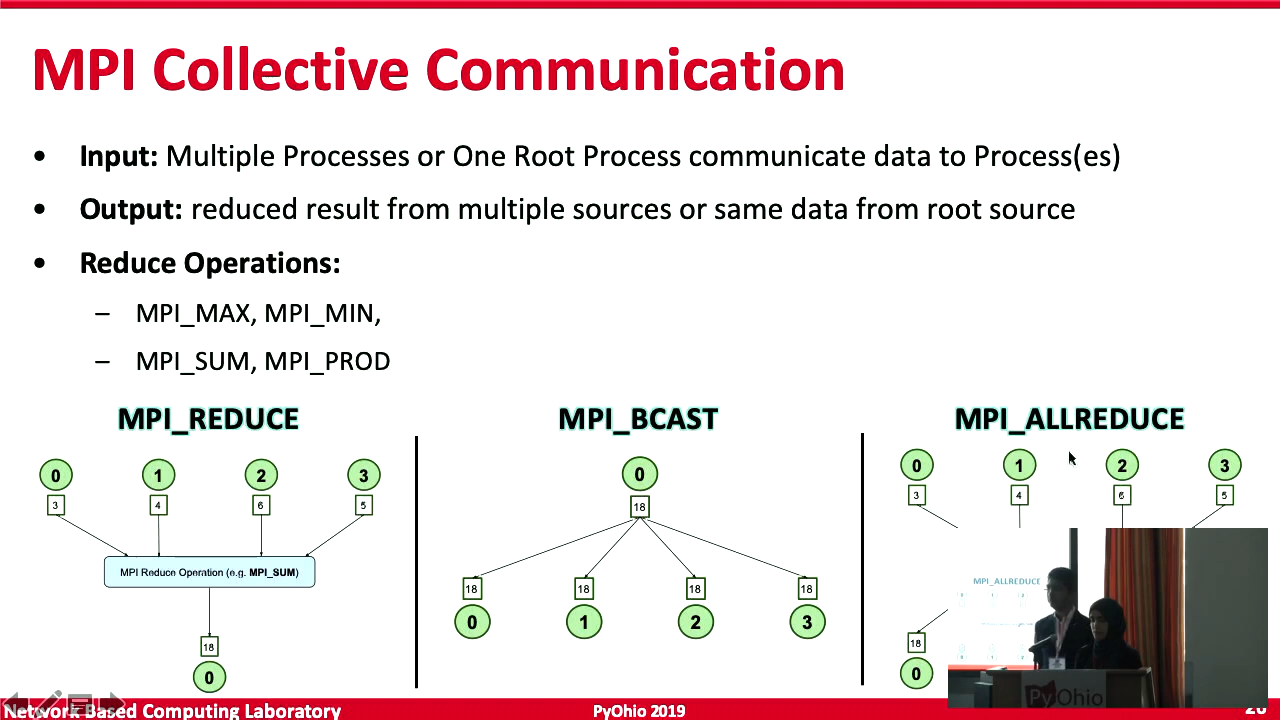 MPI Collective Communication
• Input: Multiple Processes or One Root Process communicate data to Process(es)
• Output: reduced result from multiple sources or same data from root source
• Reduce Operations:
– MPI_MAX, MPI_MIN,
– MPI_SUM, MPI_PROD
MPI_REDUCE
0 1 2 3
3 4 6 5
MPI Reduce Operation (e.g. MPI_SUM)
18
0
MPI_BCAST
0
18
18 18 18 18
0 1 2 3
MPI_ALLREDUCE
0 1 2 3
3 4 6 5
18
0
MPI_ALLREDUCE
PyOhio
Network Based Computing Laboratory
PyOhio 2019